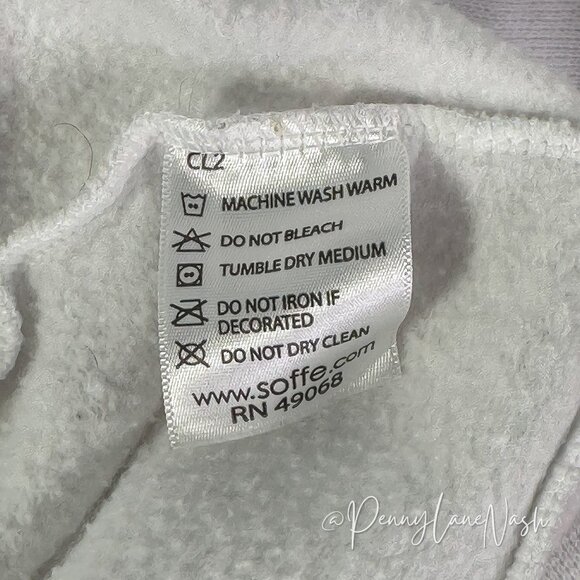 CL2
MACHINE WASH WARM
DO NOT BLEACH
TUMBLE DRY MEDIUM
DO NOT IRON IF
DECORATED
DO NOT DRY CLEAN
www.soffe.com
RN 49068
@PennyLaneNash